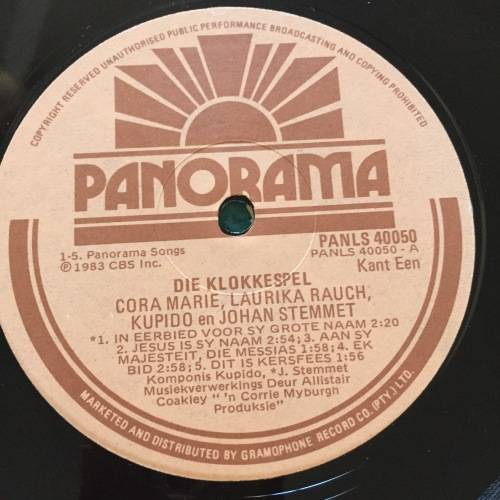 COPYRIGHT RESERVED UNAUTHORISED PUBLIC PERFORMANCE BROADCASTING AND COPYING PROHIBITED
PANORAMA
PANLS 40050
1-5. Panorama Songs
PANLS 40050 - A
℗ 1983 CBS Inc.
Kant Een
DIE KLOKKESPEL
CORA MARIE, LAURIKA RAUCH,
KUPIDO en JOHAN STEMMET
*1. IN EERBIED VOOR SY GROTE NAAM 2:20
2. JESUS IS SY NAAM 2:54; 3. AAN SY
MAJESTEIT, DIE MESSIAS 1:58; 4. EK
BID 2:58; 5. DIT IS KERSFEES 1:56
Komponis Kupido, *J. Stemmet
Musiekverwerkings Deur Allistair
Coakley " 'n Corrie Myburgh
Produksie"
MARKETED AND DISTRIBUTED BY GRAMOPHONE RECORD CO. (PTY.) LTD.